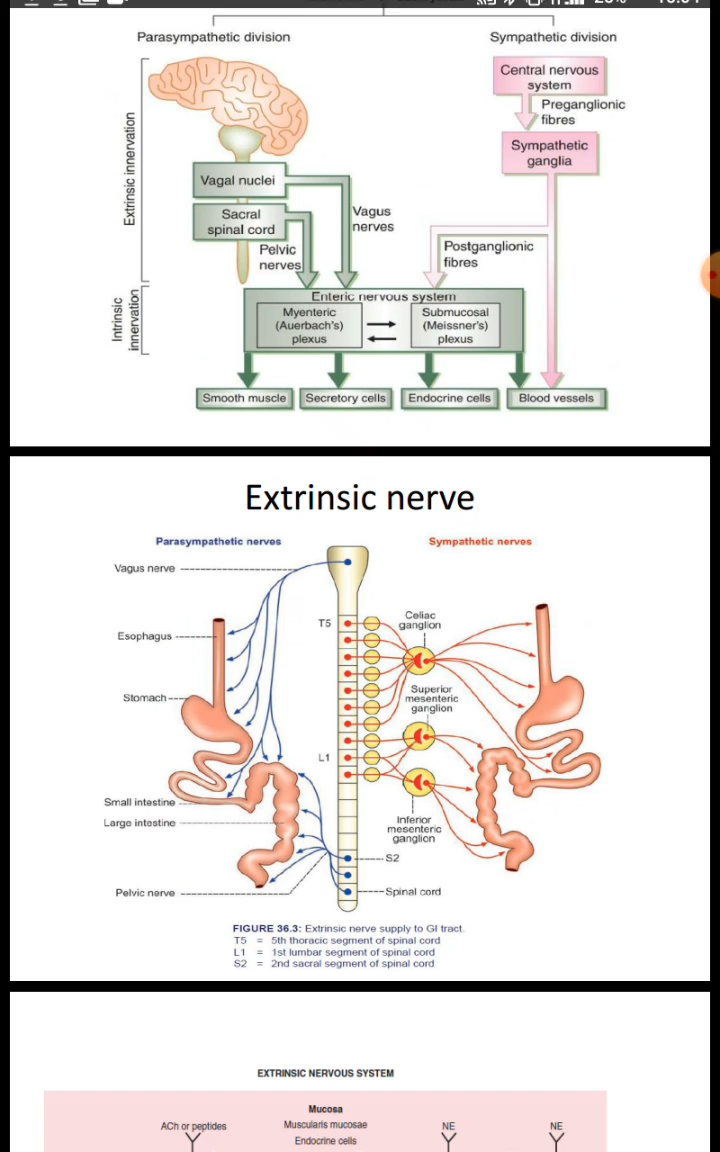 Parasympathetic division
Sympathetic division
Extrinsic innervation
Central nervous
system
Preganglionic
fibres
Sympathetic
ganglia
Vagal nuclei
Sacral
spinal cord
Vagus
nerves
Pelvic
nerves
Postganglionic
fibres
Intrinsic
innervation
Enteric nervous system
Myenteric
(Auerbach's)
plexus
Submucosal
(Meissner's)
plexus
Smooth muscle
Secretory cells
Endocrine cells
Blood vessels
Extrinsic nerve
Parasympathetic nerves
Sympathetic nerves
Vagus nerve
T5
Celiac
ganglion
Esophagus
Stomach
Superior
mesenteric
ganglion
L1
Small intestine
Large intestine
Inferior
mesenteric
ganglion
S2
Pelvic nerve
Spinal cord
FIGURE 36.3: Extrinsic nerve supply to GI tract.
T5 = 5th thoracic segment of spinal cord
L1 = 1st lumbar segment of spinal cord
S2 = 2nd sacral segment of spinal cord
EXTRINSIC NERVOUS SYSTEM
Mucosa
ACh or peptides
Muscularis mucosae
NE
NE
Endocrine cells